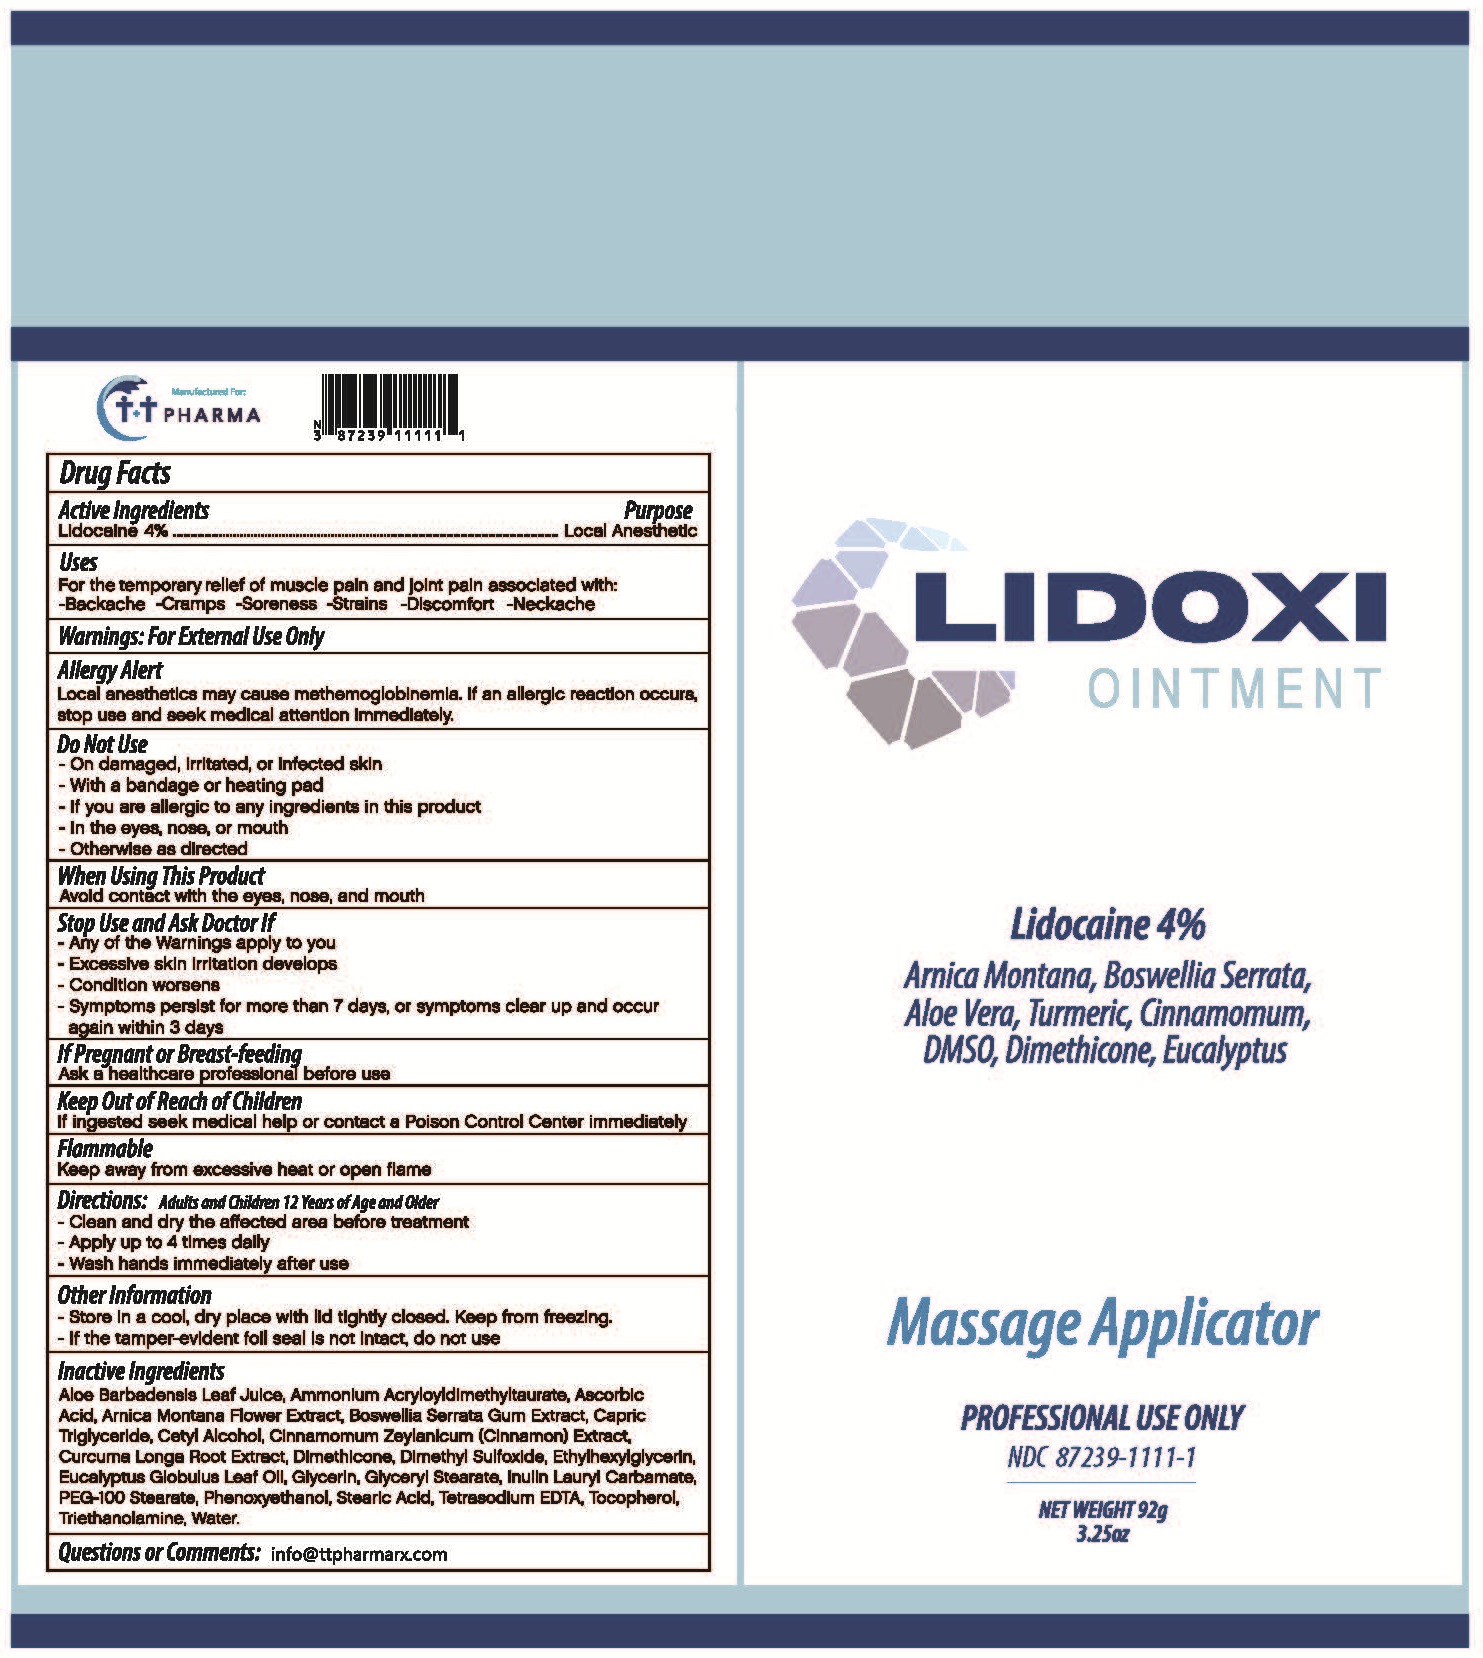 Manufactured For:
t+t PHARMA
N
3 87239 11111 1
Drug Facts
Active Ingredients Purpose
Lidocaine 4% ........................................................................ Local Anesthetic
Uses
For the temporary relief of muscle pain and joint pain associated with:
-Backache -Cramps -Soreness -Strains -Discomfort -Neckache
Warnings: For External Use Only
Allergy Alert
Local anesthetics may cause methemoglobinemia. If an allergic reaction occurs,
stop use and seek medical attention immediately.
Do Not Use
- On damaged, irritated, or infected skin
- With a bandage or heating pad
- If you are allergic to any ingredients in this product
- In the eyes, nose, or mouth
- Otherwise as directed
When Using This Product
Avoid contact with the eyes, nose, and mouth
Stop Use and Ask Doctor If
- Any of the Warnings apply to you
- Excessive skin irritation develops
- Condition worsens
- Symptoms persist for more than 7 days, or symptoms clear up and occur
again within 3 days
If Pregnant or Breast-feeding
Ask a healthcare professional before use
Keep Out of Reach of Children
If ingested seek medical help or contact a Poison Control Center immediately
Flammable
Keep away from excessive heat or open flame
Directions: Adults and Children 12 Years of Age and Older
- Clean and dry the affected area before treatment
- Apply up to 4 times daily
- Wash hands immediately after use
Other Information
- Store in a cool, dry place with lid tightly closed. Keep from freezing.
- If the tamper-evident foil seal is not intact, do not use
Inactive Ingredients
Aloe Barbadensis Leaf Juice, Ammonium Acryloyldimethyltaurate, Ascorbic
Acid, Arnica Montana Flower Extract, Boswellia Serrata Gum Extract, Capric
Triglyceride, Cetyl Alcohol, Cinnamomum Zeylanicum (Cinnamon) Extract,
Curcuma Longa Root Extract, Dimethicone, Dimethyl Sulfoxide, Ethylhexylglycerin,
Eucalyptus Globulus Leaf Oil, Glycerin, Glyceryl Stearate, Inulin Lauryl Carbamate,
PEG-100 Stearate, Phenoxyethanol, Stearic Acid, Tetrasodium EDTA, Tocopherol,
Triethanolamine, Water.
Questions or Comments: info@ttpharmarx.com
LIDOXI
OINTMENT
Lidocaine 4%
Arnica Montana, Boswellia Serrata,
Aloe Vera, Turmeric, Cinnamomum,
DMSO, Dimethicone, Eucalyptus
Massage Applicator
PROFESSIONAL USE ONLY
NDC 87239-1111-1
NET WEIGHT 92g
3.25oz